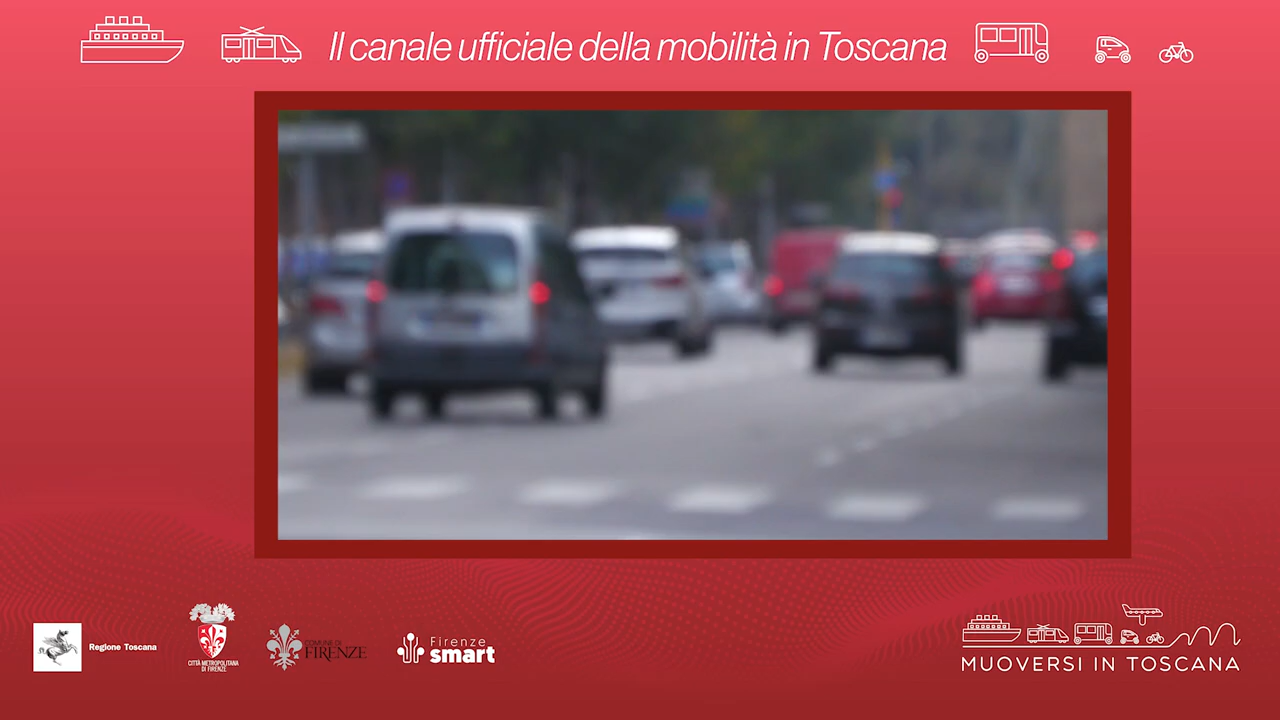 Il canale ufficiale della mobilità in Toscana
Regione Toscana
CITTÀ METROPOLITANA
DI FIRENZE
COMUNE DI
FIRENZE
Firenze
smart
MUOVERSI IN TOSCANA